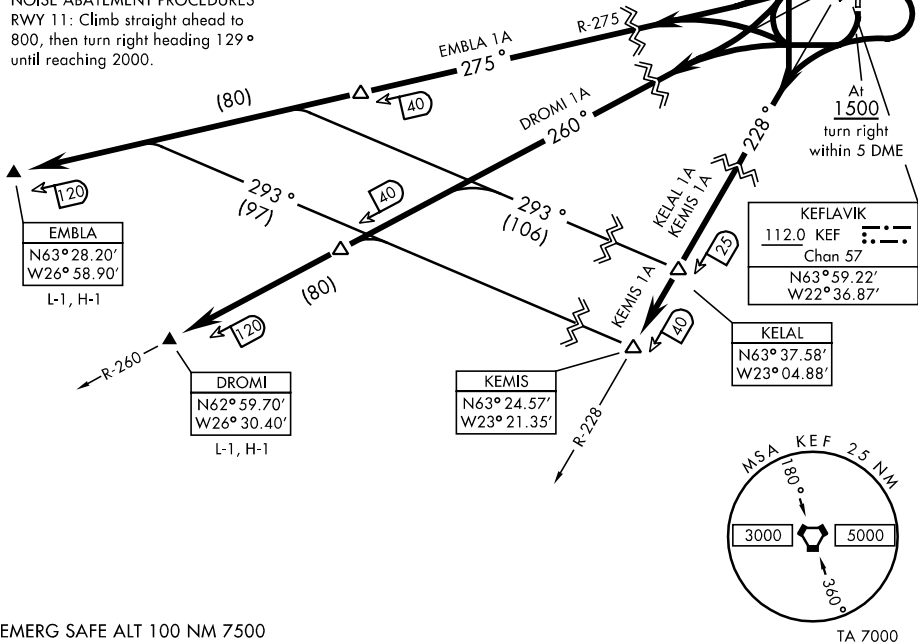 NOISE ABATEMENT PROCEDURES
RWY 11: Climb straight ahead to
800, then turn right heading 129°
until reaching 2000.
R-275
EMBLA 1A
275°
(80)
40
DROMI 1A
260°
228°
At
1500
turn right
within 5 DME
120
293°
(97)
40
293°
(106)
KELAL 1A
KEMIS 1A
25
KEFLAVIK
112.0 KEF
Chan 57
N63°59.22'
W22°36.87'
EMBLA
N63°28.20'
W26°58.90'
L-1, H-1
(80)
120
KEMIS 1A
40
KELAL
N63°37.58'
W23°04.88'
R-260
DROMI
N62°59.70'
W26°30.40'
L-1, H-1
KEMIS
N63°24.57'
W23°21.35'
R-228
MSA KEF 25 NM
180°
3000
5000
360°
EMERG SAFE ALT 100 NM 7500
TA 7000